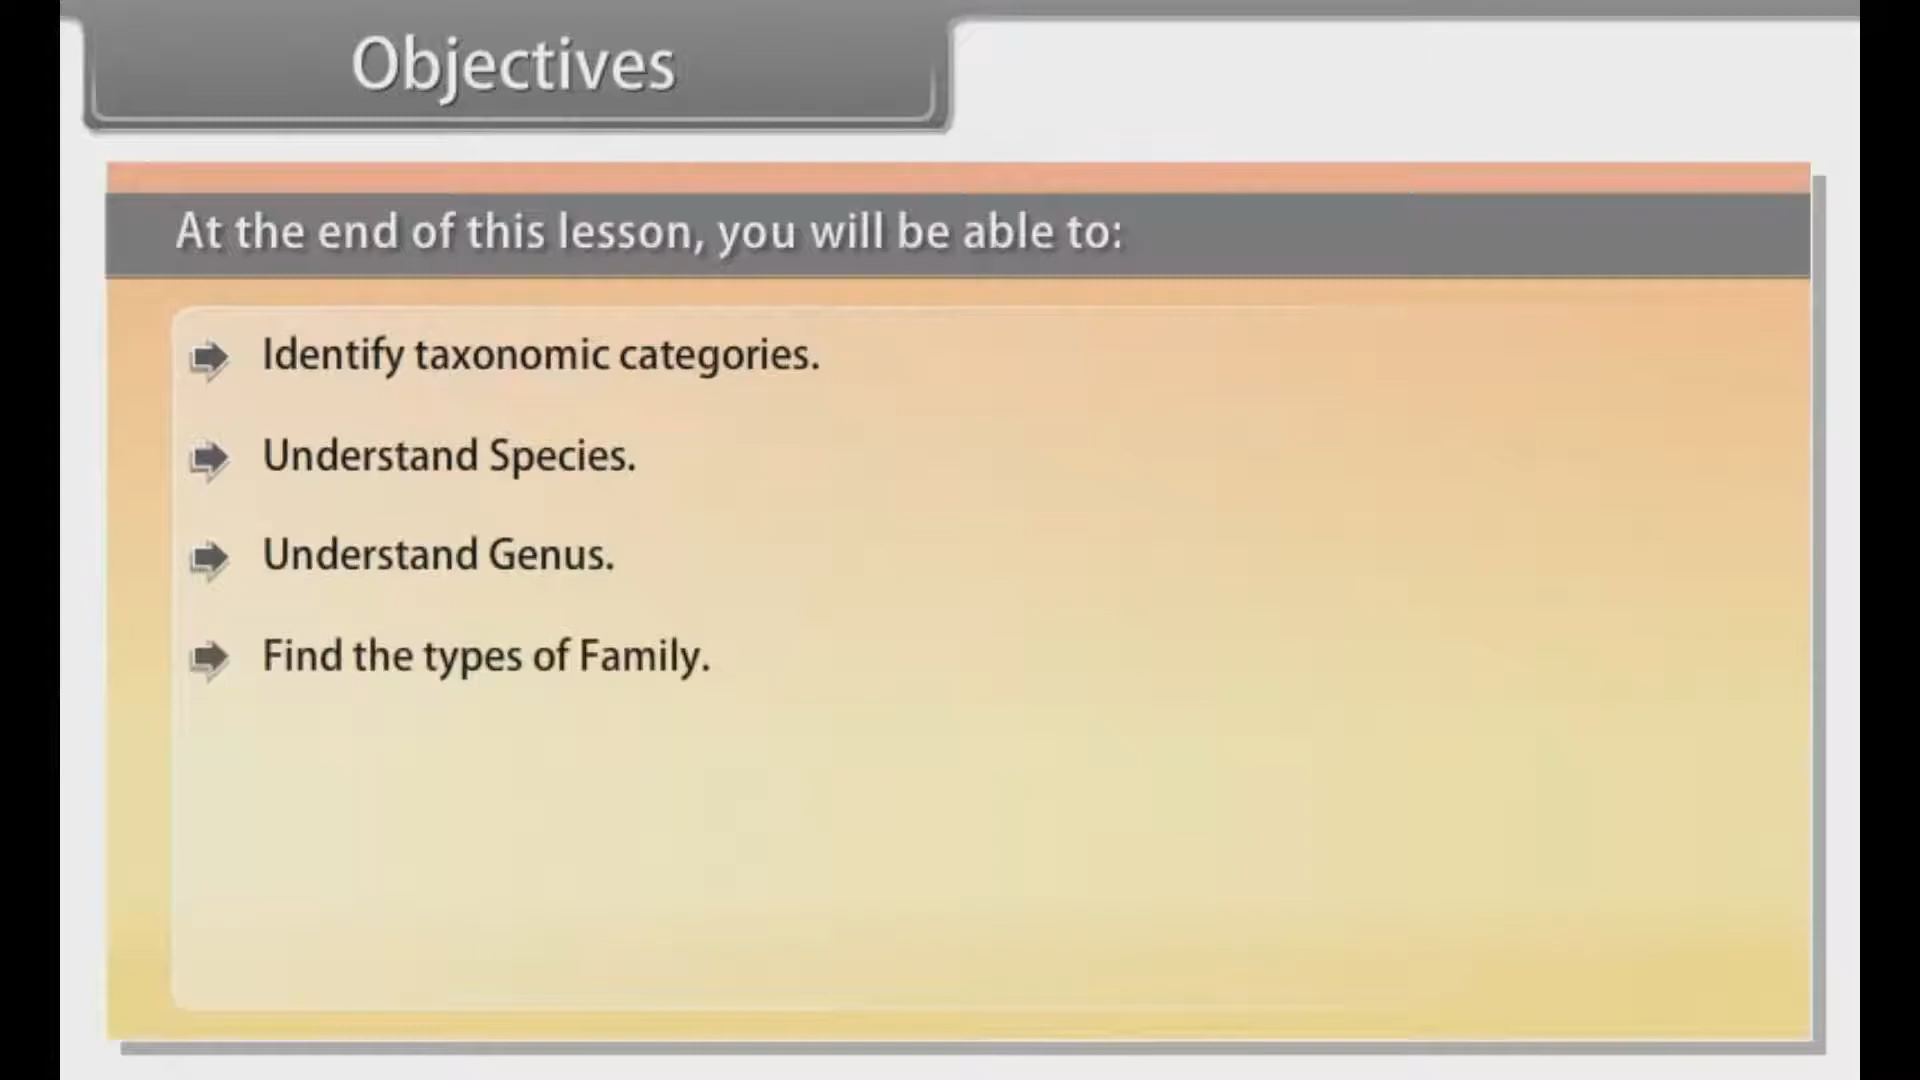 Objectives
At the end of this lesson, you will be able to:
Identify taxonomic categories.
Understand Species.
Understand Genus.
Find the types of Family.